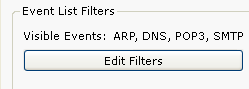 Event List Filters
Visible Events: ARP, DNS, POP3, SMTP
Edit Filters